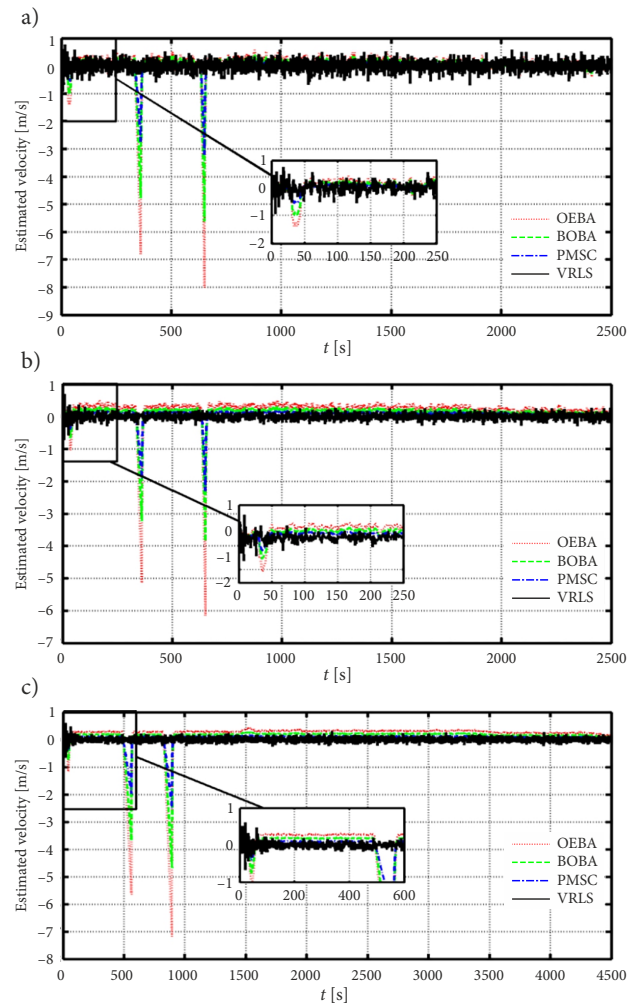 a)
1
0
−1
−2
−3
−4
−5
−6
−7
−8
−9
Estimated velocity [m/s]
1
0
−1
−2
0 50 100 150 200 250
OEBA
BOBA
PMSC
VRLS
0 500 1000 1500 2000 2500
t [s]
b)
1
0
−1
−2
−3
−4
−5
−6
−7
Estimated velocity [m/s]
1
0
−1
−2
0 50 100 150 200 250
OEBA
BOBA
PMSC
VRLS
0 500 1000 1500 2000 2500
t [s]
c)
1
0
−1
−2
−3
−4
−5
−6
−7
−8
Estimated velocity [m/s]
1
0
−1
0 200 400 600
OEBA
BOBA
PMSC
VRLS
0 500 1000 1500 2000 2500 3000 3500 4000 4500
t [s]